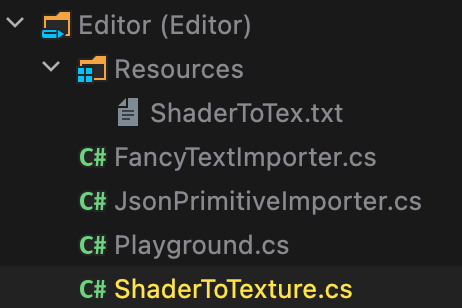 Editor (Editor)
Resources
ShaderToTex.txt
C# FancyTextImporter.cs
C# JsonPrimitiveImporter.cs
C# Playground.cs
C# ShaderToTexture.cs